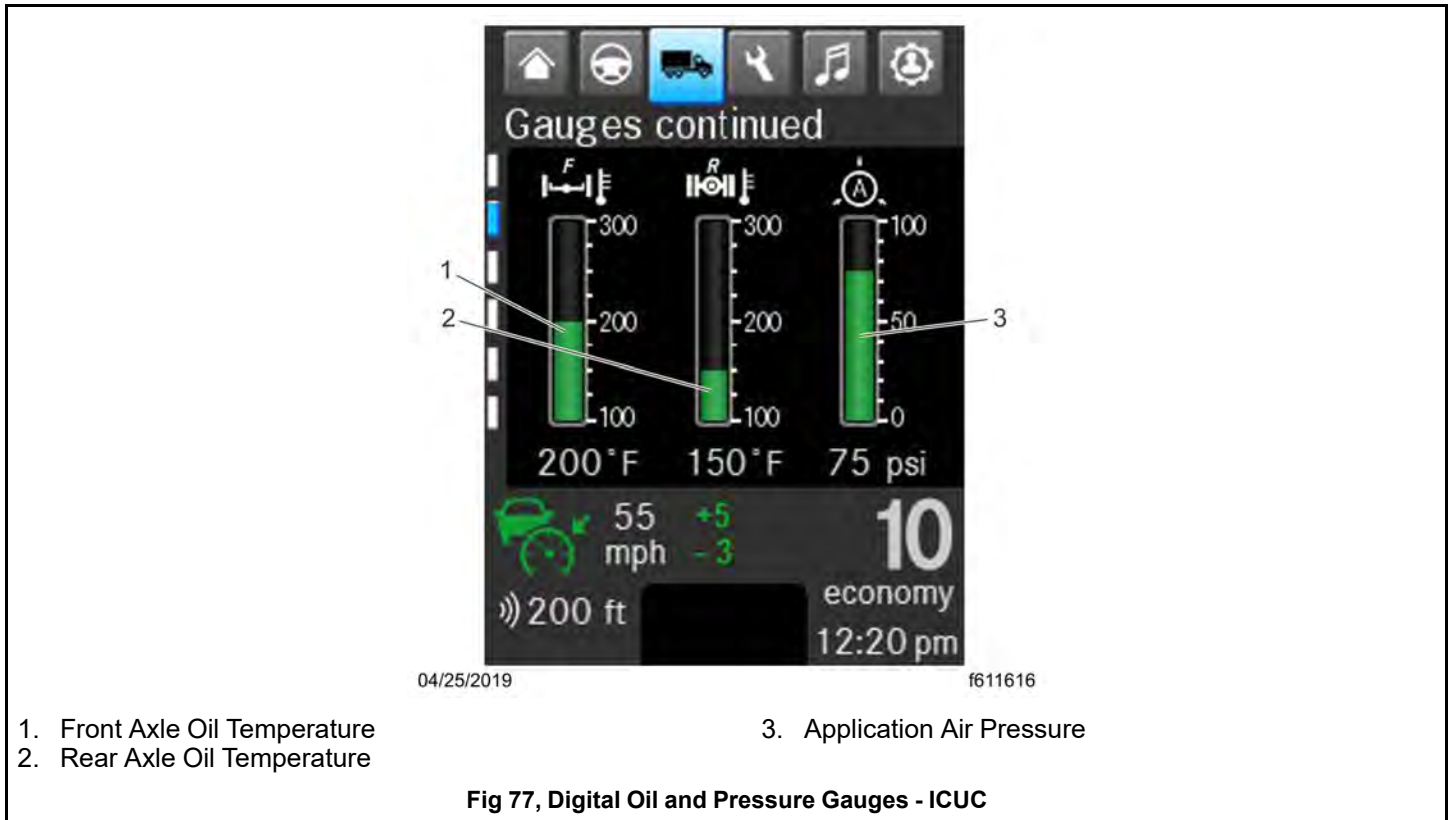 Gauges continued
F
R
A
300
300
100
1
2
200
200
50
3
100
100
0
200°F
150°F
75 psi
55
+5
mph
- 3
10
economy
200 ft
12:20 pm
04/25/2019
f611616
1. Front Axle Oil Temperature
2. Rear Axle Oil Temperature
3. Application Air Pressure
Fig 77, Digital Oil and Pressure Gauges - ICUC